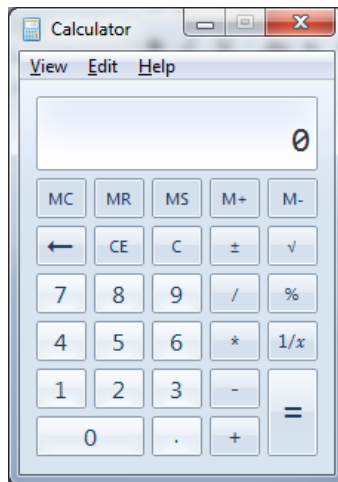 Calculator
View Edit Help
0
MC MR MS M+ M-
← CE C ± √
7 8 9 / %
4 5 6 * 1/x
1 2 3 - =
0 . +